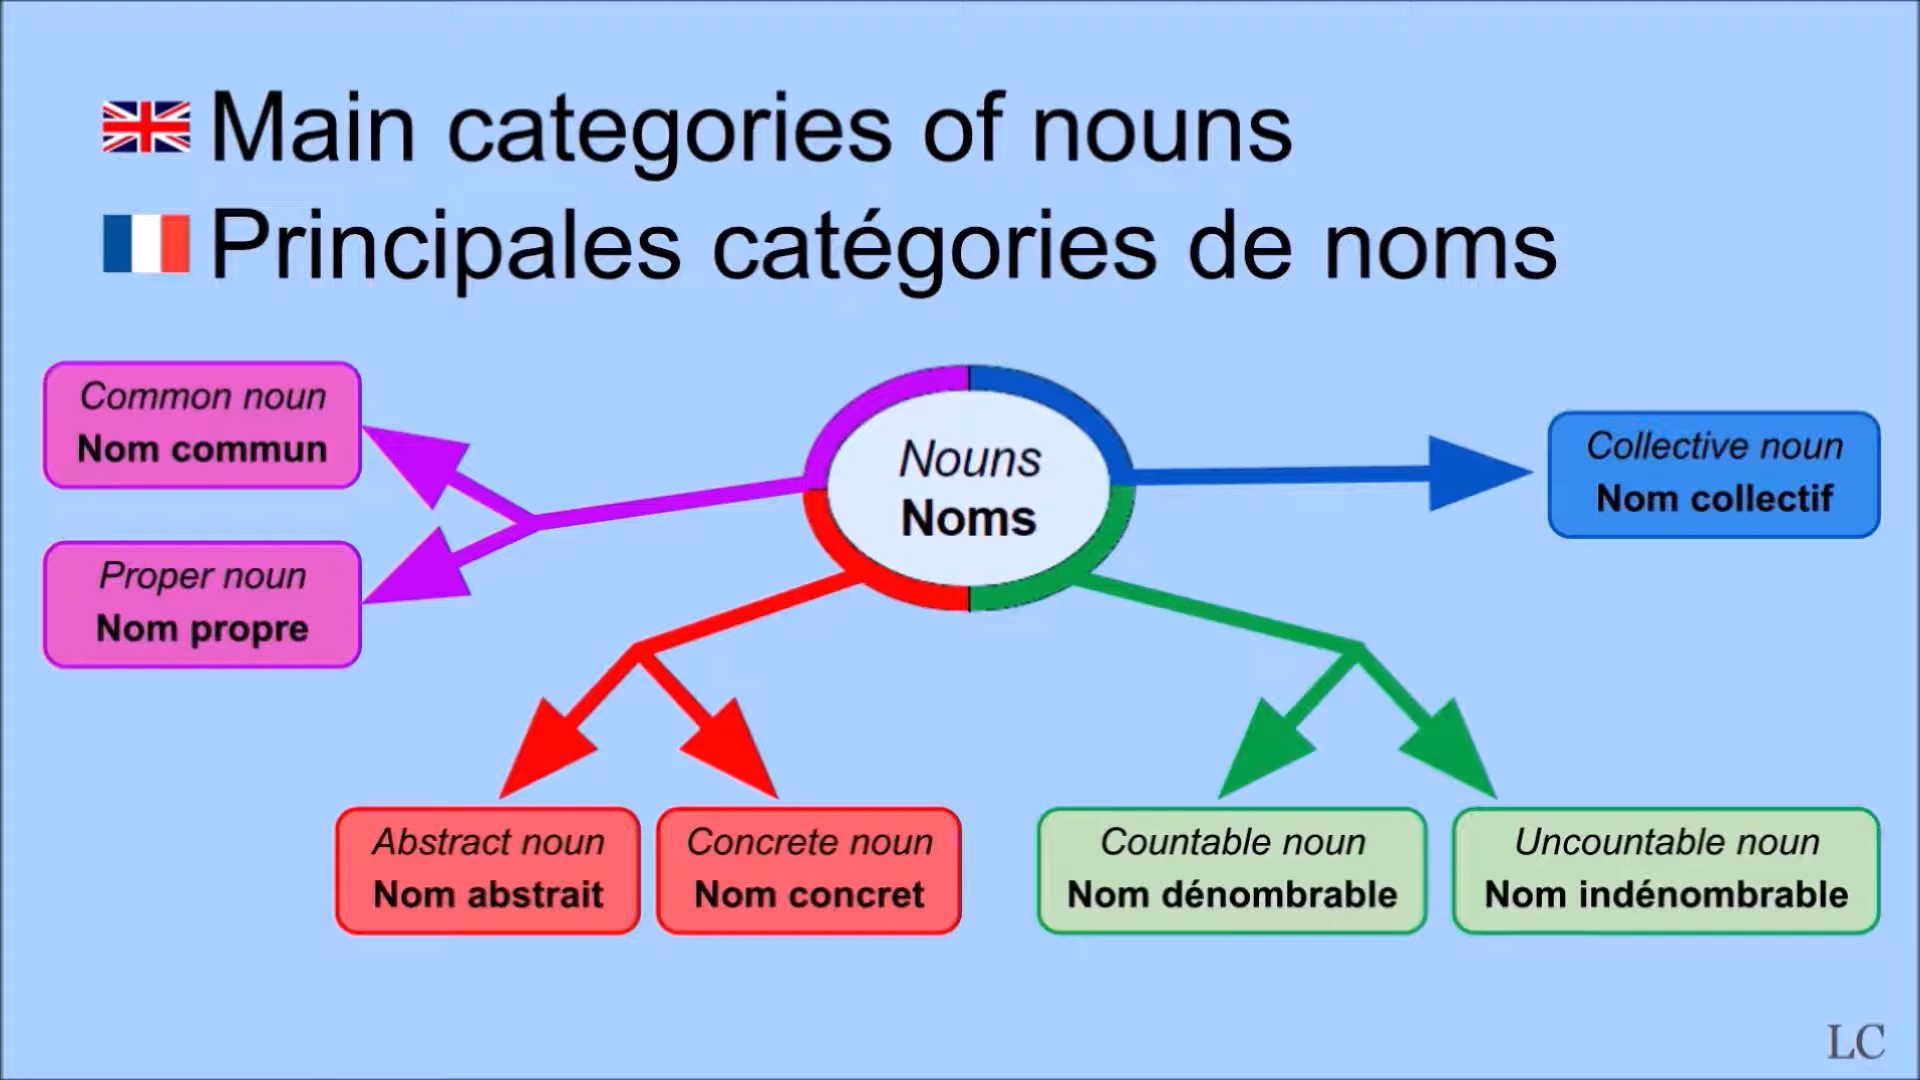 Main categories of nouns
Principales catégories de noms
Common noun
Nom commun
Proper noun
Nom propre
Nouns
Noms
Collective noun
Nom collectif
Abstract noun
Nom abstrait
Concrete noun
Nom concret
Countable noun
Nom dénombrable
Uncountable noun
Nom indénombrable
LC